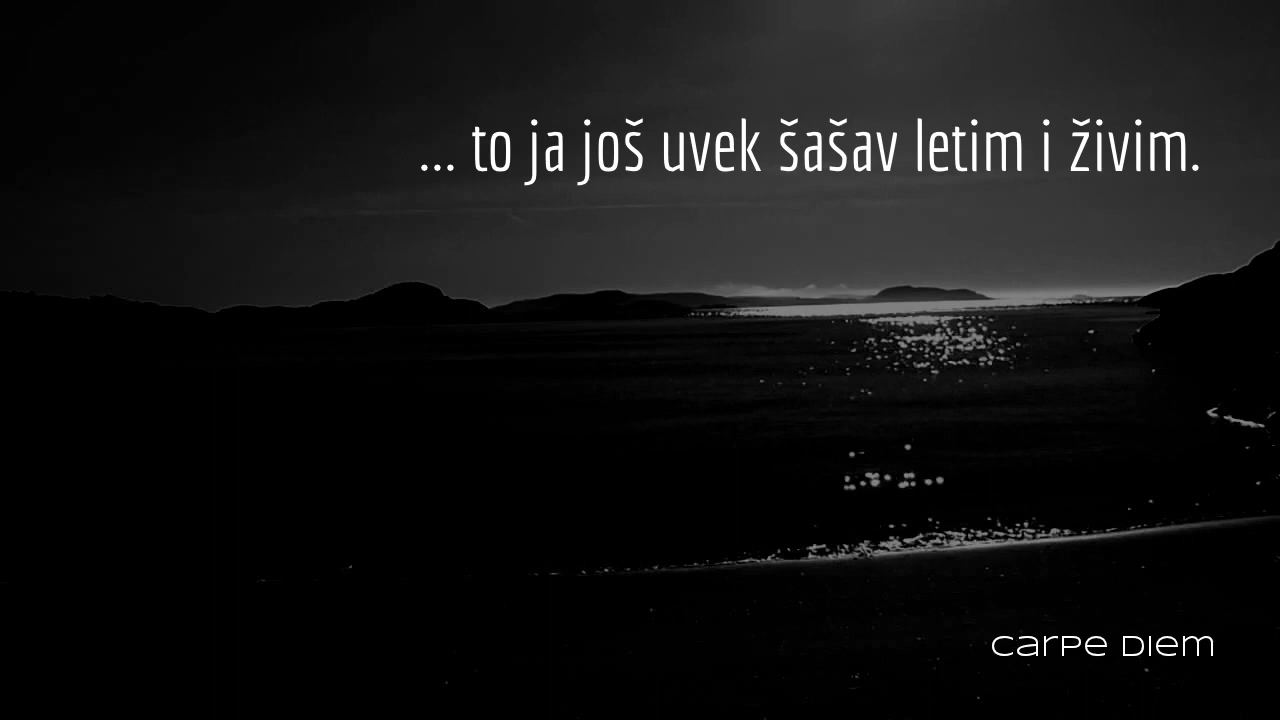 ... to ja još uvek šašav letim i živim.
carpe diem